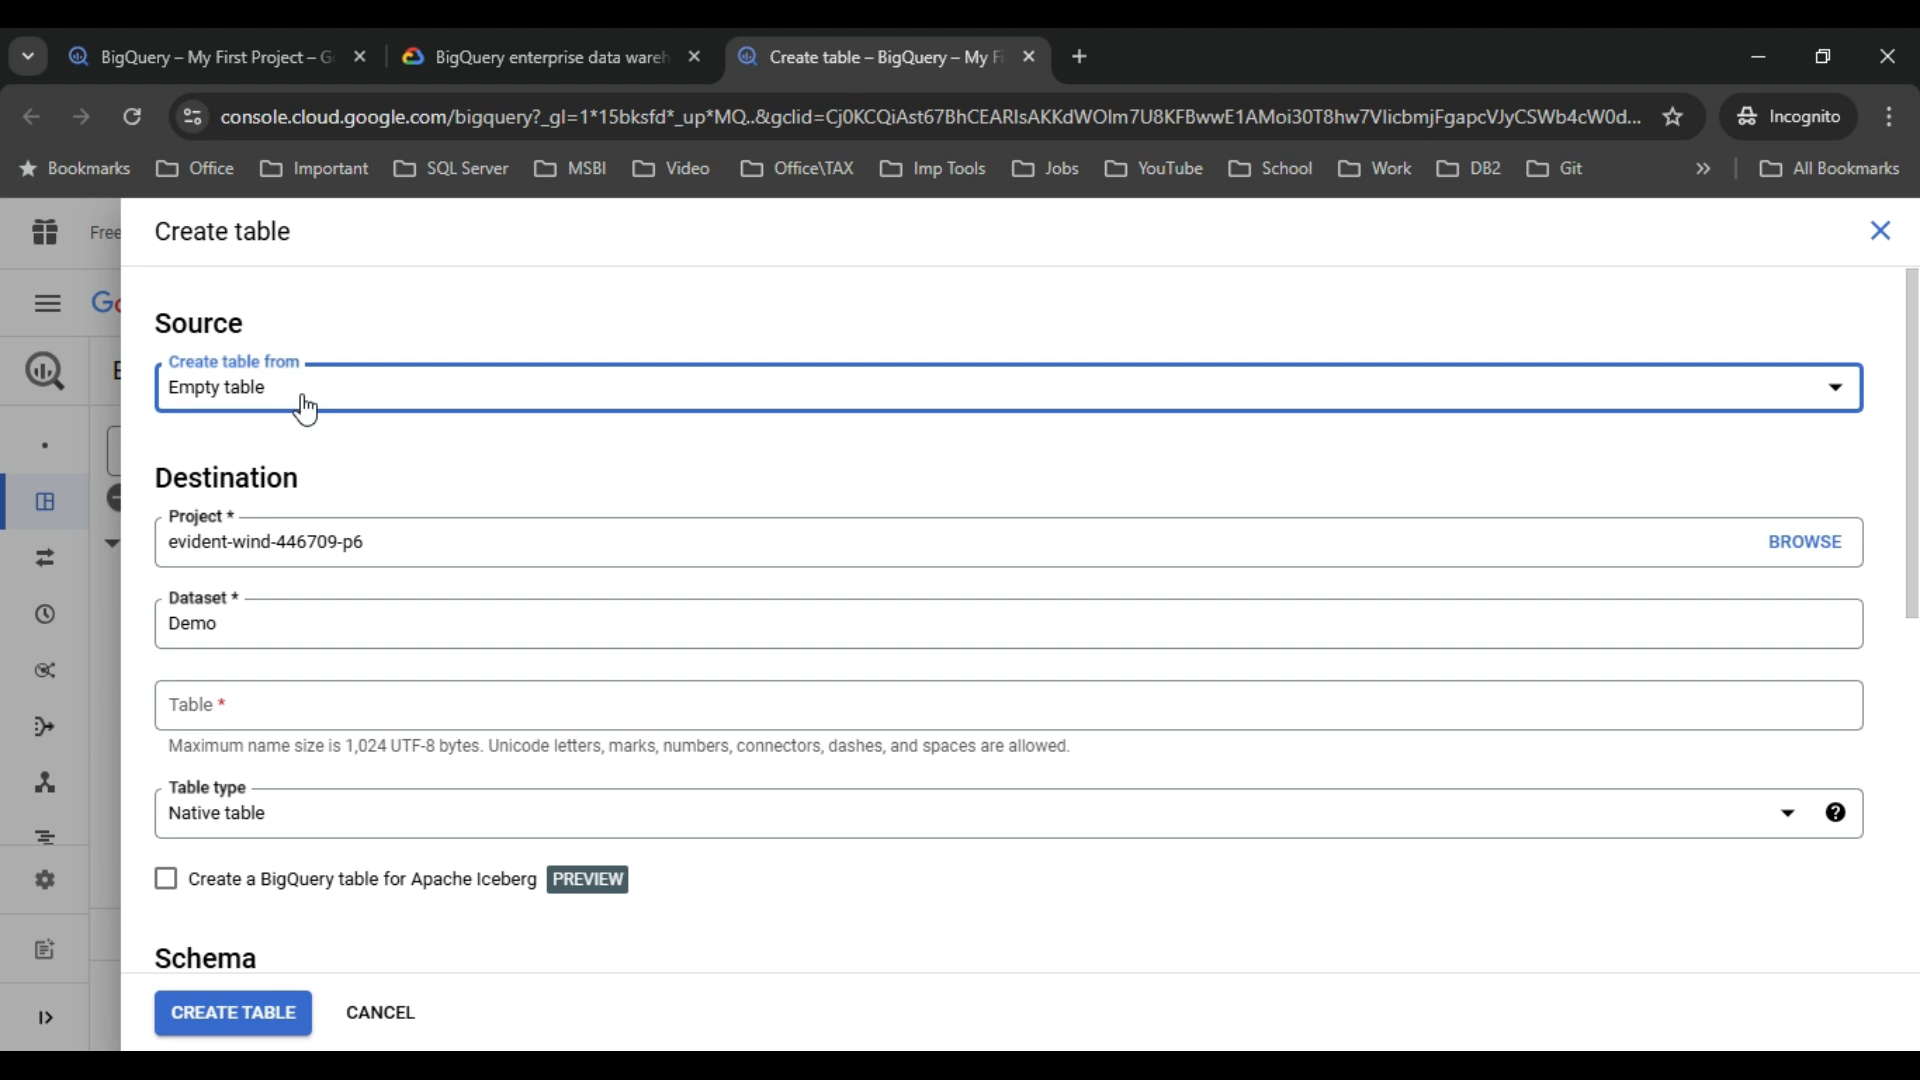 BigQuery – My First Project – G
BigQuery enterprise data wareh
Create table – BigQuery – My Fi
console.cloud.google.com/bigquery?_gl=1*15bksfd*_up*MQ..&gclid=Cj0KCQiAst67BhCEARIsAKKdWOlm7U8KFBwwE1AMoi30T8hw7VlicbmjFgapcVJyCSWb4cW0d...
Incognito
Bookmarks
Office
Important
SQL Server
MSBI
Video
Office\TAX
Imp Tools
Jobs
YouTube
School
Work
DB2
Git
All Bookmarks
Free
Create table
Go
Source
Create table from
Empty table
Destination
Project *
evident-wind-446709-p6
BROWSE
Dataset *
Demo
Table *
Maximum name size is 1,024 UTF-8 bytes. Unicode letters, marks, numbers, connectors, dashes, and spaces are allowed.
Table type
Native table
Create a BigQuery table for Apache Iceberg PREVIEW
Schema
CREATE TABLE
CANCEL